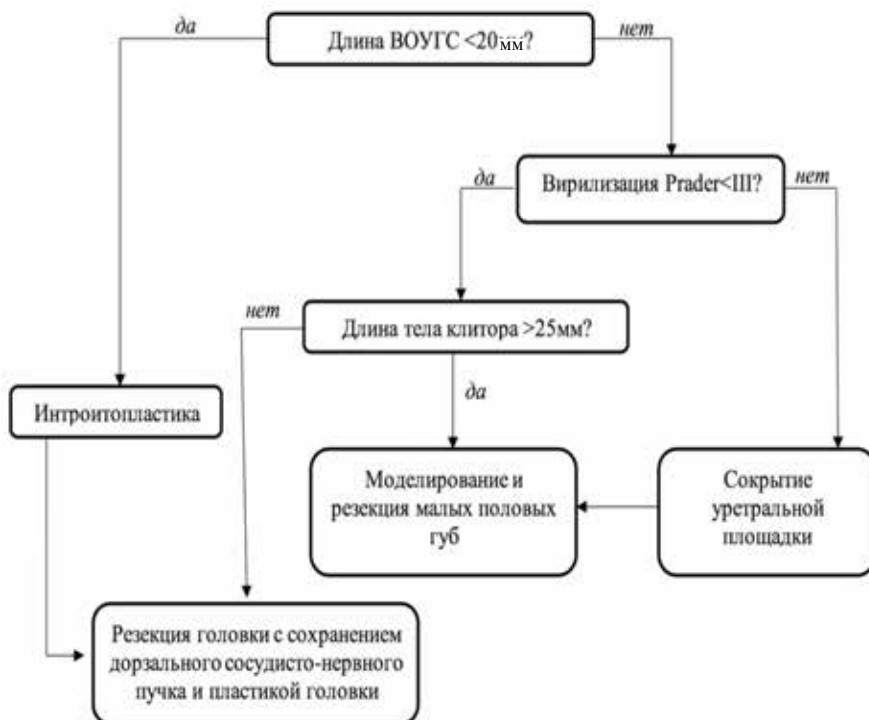 да
Длина ВОУГС <20мм?
нет
да
Вирилизация Prader<III?
нет
нет
Длина тела клитора >25мм?
да
Интроитопластика
Моделирование и
резекция малых половых
губ
Сокрытие
уретральной
площадки
Резекция головки с сохранением
дорзального сосудисто-нервного
пучка и пластикой головки